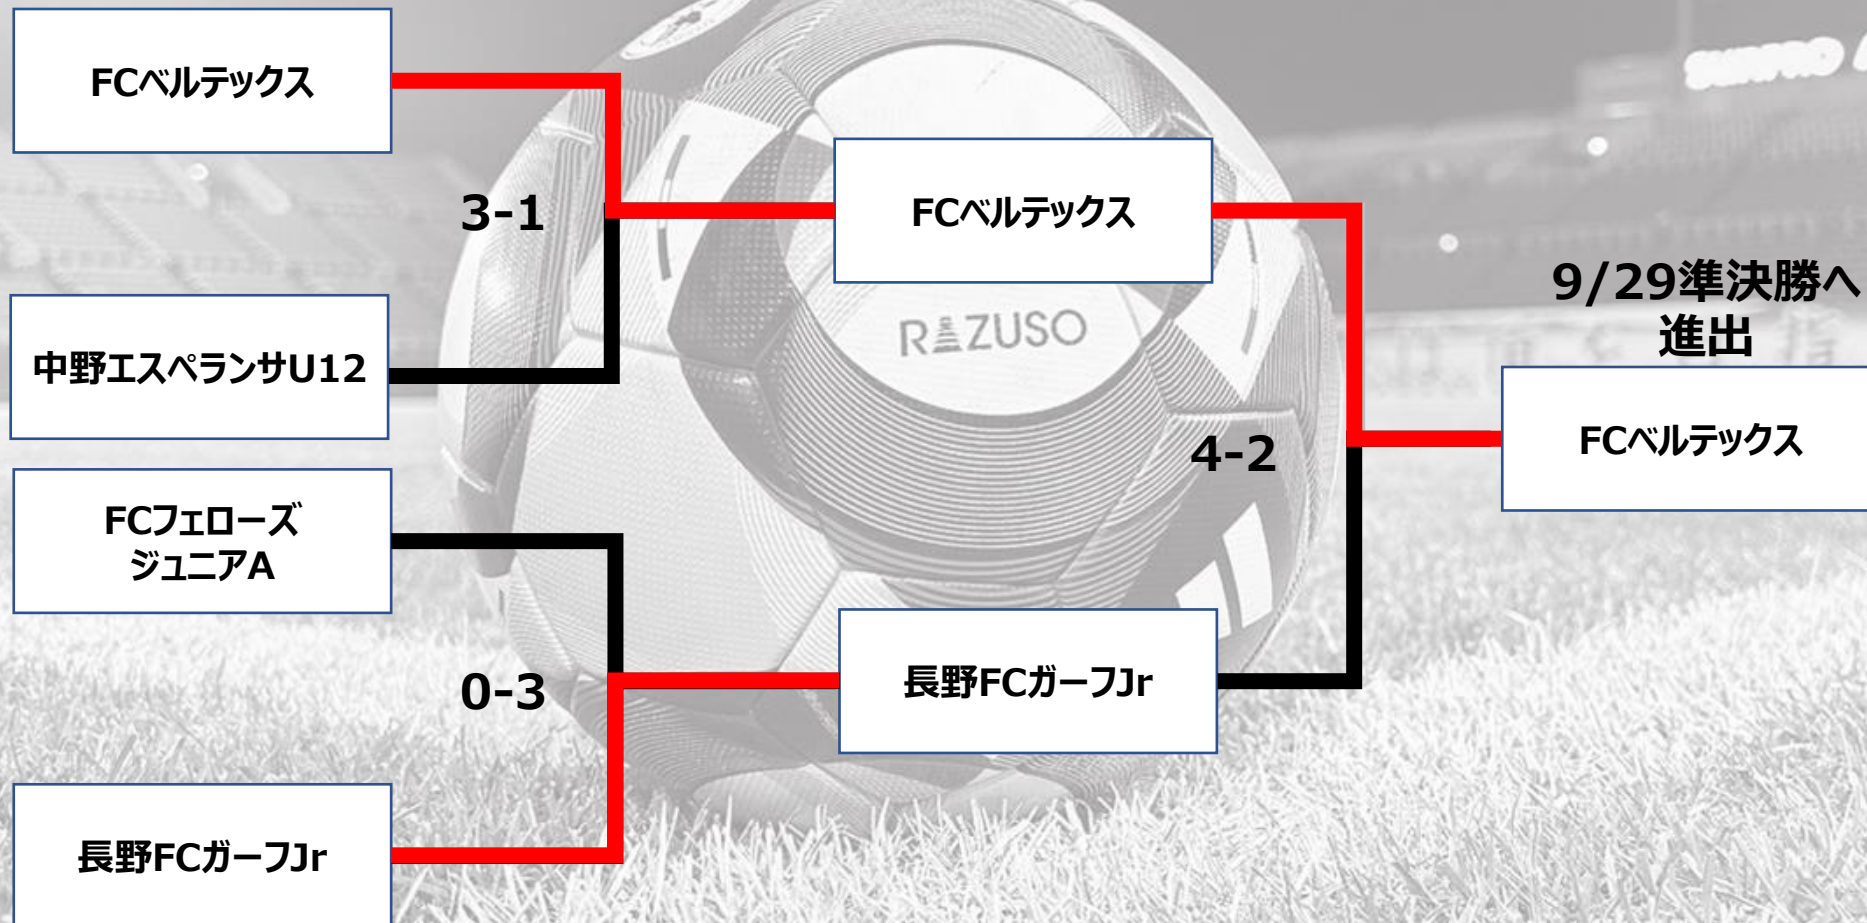 FCベルテックス
3-1
中野エスペランサU12
FCフェローズ
ジュニアA
0-3
長野FCガーフJr
FCベルテックス
RAZUSO
4-2
長野FCガーフJr
9/29準決勝へ
進出
FCベルテックス